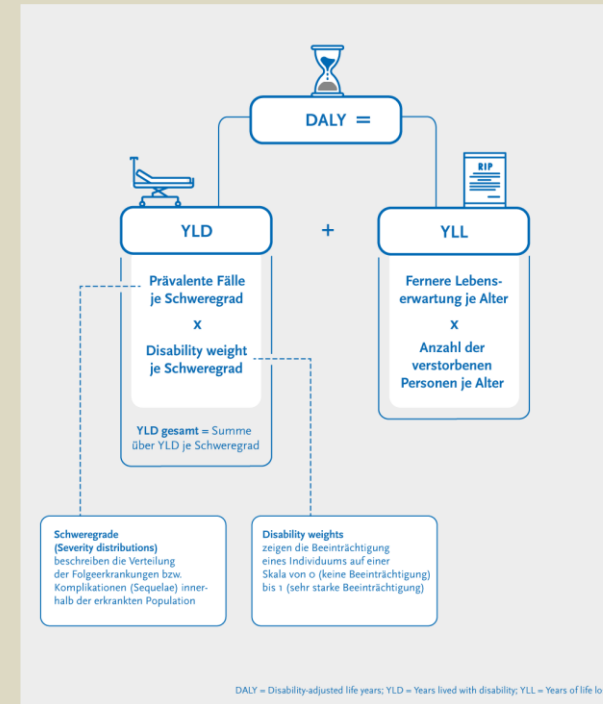 DALY =
RIP
YLD
+
YLL
Prävalente Fälle
je Schweregrad
x
Disability weight
je Schweregrad
Fernere Lebens-
erwartung je Alter
x
Anzahl der
verstorbenen
Personen je Alter
YLD gesamt = Summe
über YLD je Schweregrad
Schweregrade
(Severity distributions)
beschreiben die Verteilung
der Folgeerkrankungen bzw.
Komplikationen (Sequelae) inner-
halb der erkrankten Population
Disability weights
zeigen die Beeinträchtigung
eines Individuums auf einer
Skala von 0 (keine Beeinträchtigung)
bis 1 (sehr starke Beeinträchtigung)
DALY = Disability-adjusted life years; YLD = Years lived with disability; YLL = Years of life lo